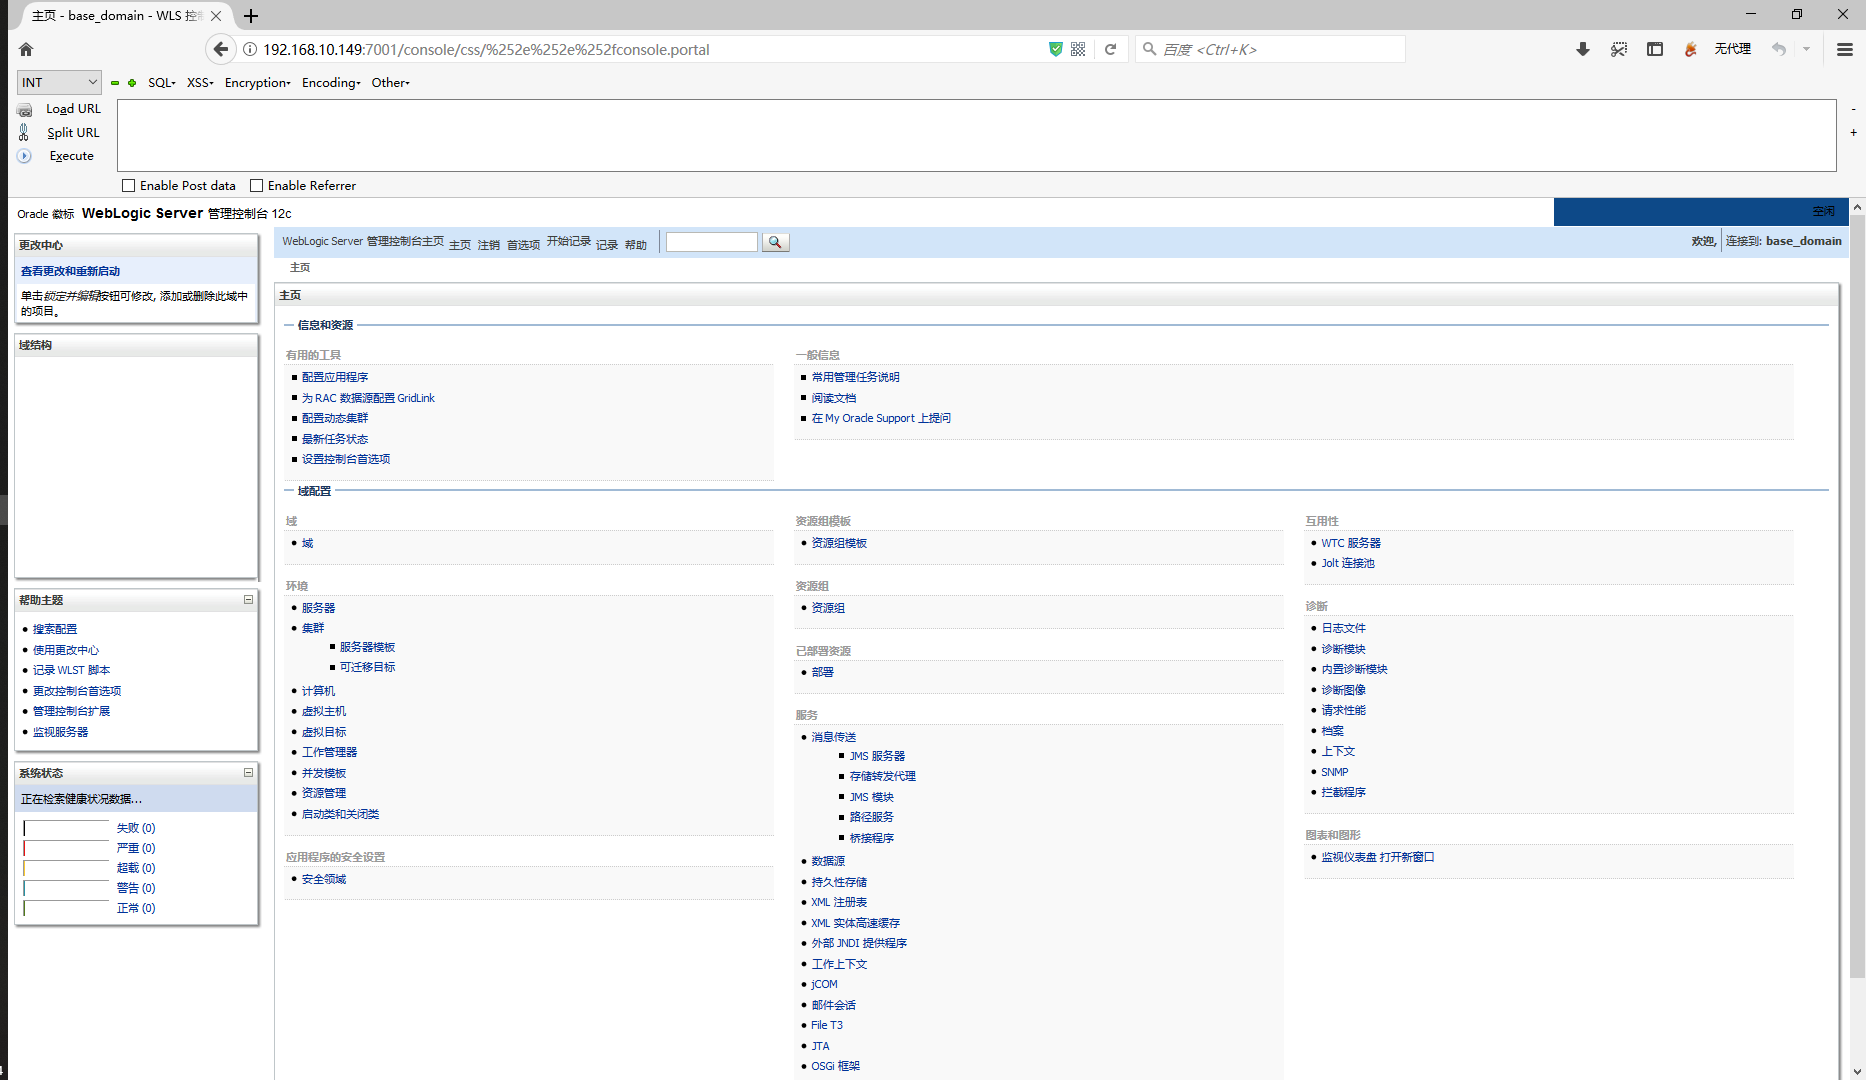 主页 - base_domain - WLS 控
192.168.10.149:7001/console/css/%252e%252e%252fconsole.portal
百度 <Ctrl+K>
无代理
INT
SQL
XSS
Encryption
Encoding
Other
Load URL
Split URL
Execute
-
+
Enable Post data
Enable Referrer
Oracle 徽标 WebLogic Server 管理控制台 12c
空闲
更改中心
查看更改和重新启动
单击锁定并编辑按钮可修改, 添加或删除此域中
的项目。
域结构
帮助主题
搜索配置
使用更改中心
记录 WLST 脚本
更改控制台首选项
管理控制台扩展
监视服务器
系统状态
正在检索健康状况数据...
失败 (0)
严重 (0)
超载 (0)
警告 (0)
正常 (0)
WebLogic Server 管理控制台主页 主页 注销 首选项 开始记录 记录 帮助
欢迎, 连接到: base_domain
主页
主页
信息和资源
有用的工具
配置应用程序
为 RAC 数据源配置 GridLink
配置动态集群
最新任务状态
设置控制台首选项
一般信息
常用管理任务说明
阅读文档
在 My Oracle Support 上提问
域配置
域
域
环境
服务器
集群
服务器模板
可迁移目标
计算机
虚拟主机
虚拟目标
工作管理器
并发模板
资源管理
启动类和关闭类
应用程序的安全设置
安全领域
资源组模板
资源组模板
资源组
资源组
已部署资源
部署
服务
消息传送
JMS 服务器
存储转发代理
JMS 模块
路径服务
桥接程序
数据源
持久性存储
XML 注册表
XML 实体高速缓存
外部 JNDI 提供程序
工作上下文
jCOM
邮件会话
File T3
JTA
OSGi 框架
互用性
WTC 服务器
Jolt 连接池
诊断
日志文件
诊断模块
内置诊断模块
诊断图像
请求性能
档案
上下文
SNMP
拦截程序
图表和图形
监视仪表盘 打开新窗口